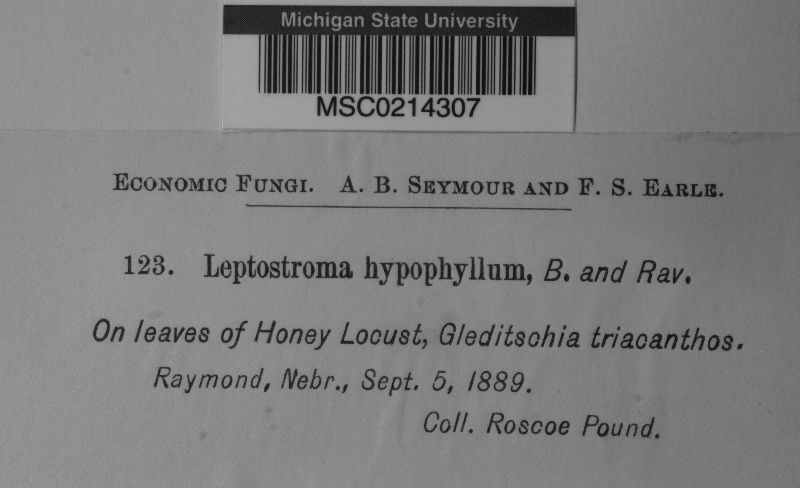 Michigan State University
MSC0214307
Economic Fungi. A. B. Seymour and F. S. Earle.
123. Leptostroma hypophyllum, B. and Rav.
On leaves of Honey Locust, Gleditschia triacanthos.
Raymond, Nebr., Sept. 5, 1889.
Coll. Roscoe Pound.